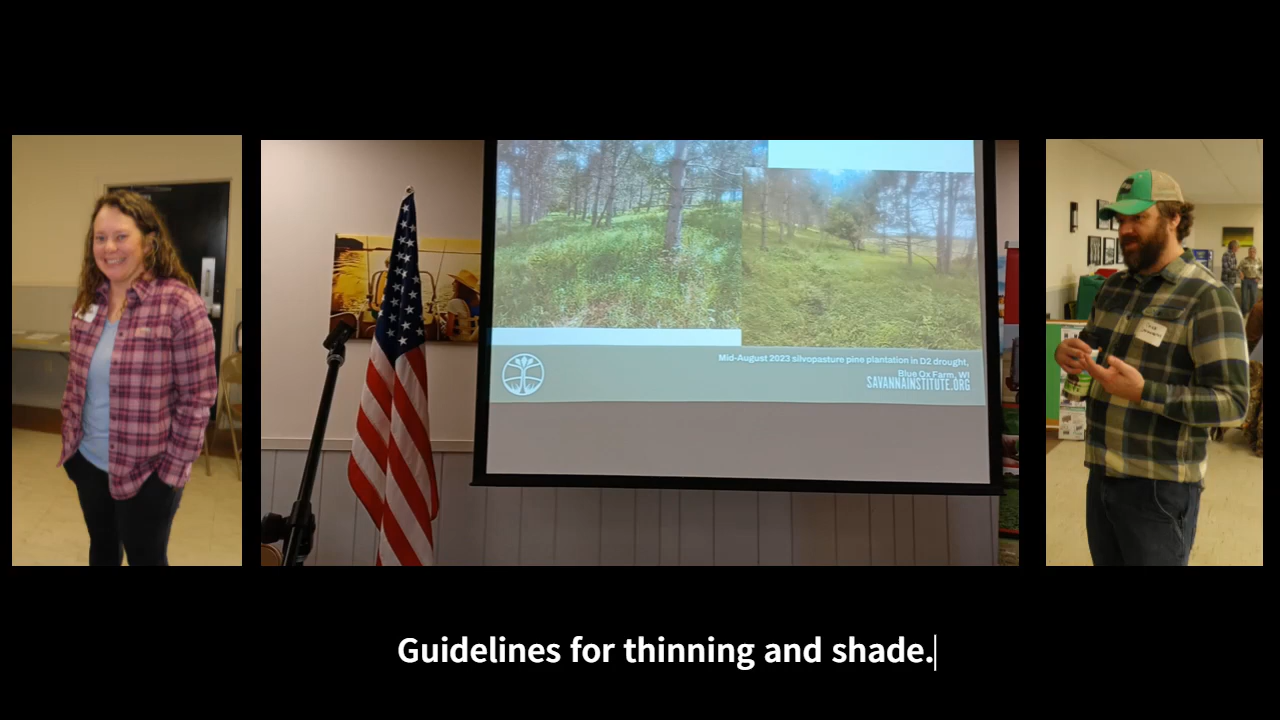 Mid-August 2023 silvopasture pine plantation in D2 drought,
Blue Ox Farm, WI
SAVANNAINSTITUTE.ORG
Guidelines for thinning and shade.